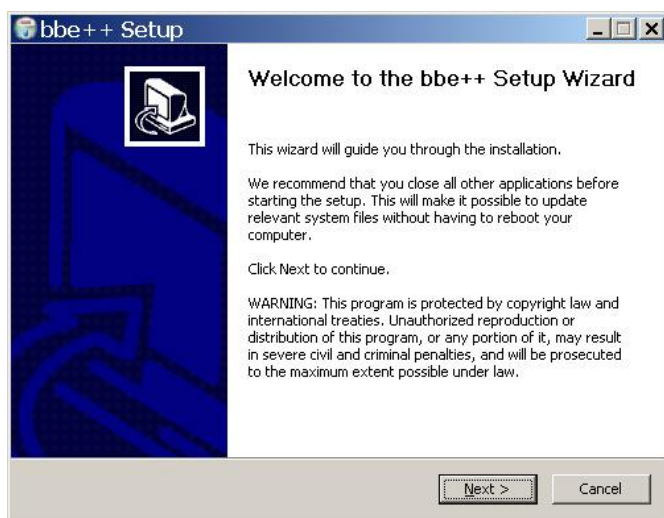 bbe++ Setup
Welcome to the bbe++ Setup Wizard
This wizard will guide you through the installation.
We recommend that you close all other applications before
starting the setup. This will make it possible to update
relevant system files without having to reboot your
computer.
Click Next to continue.
WARNING: This program is protected by copyright law and
international treaties. Unauthorized reproduction or
distribution of this program, or any portion of it, may result
in severe civil and criminal penalties, and will be prosecuted
to the maximum extent possible under law.
Next >
Cancel